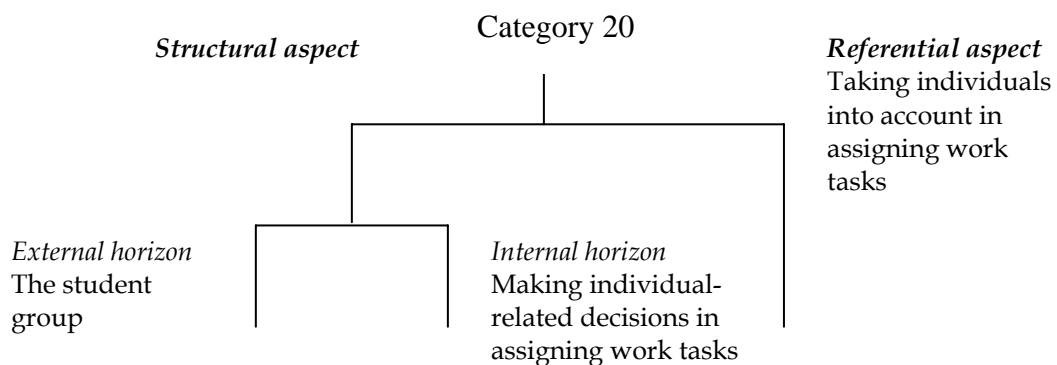 Category 20
Structural aspect
Referential aspect
Taking individuals
into account in
assigning work
tasks
External horizon
The student
group
Internal horizon
Making individual-
related decisions in
assigning work tasks